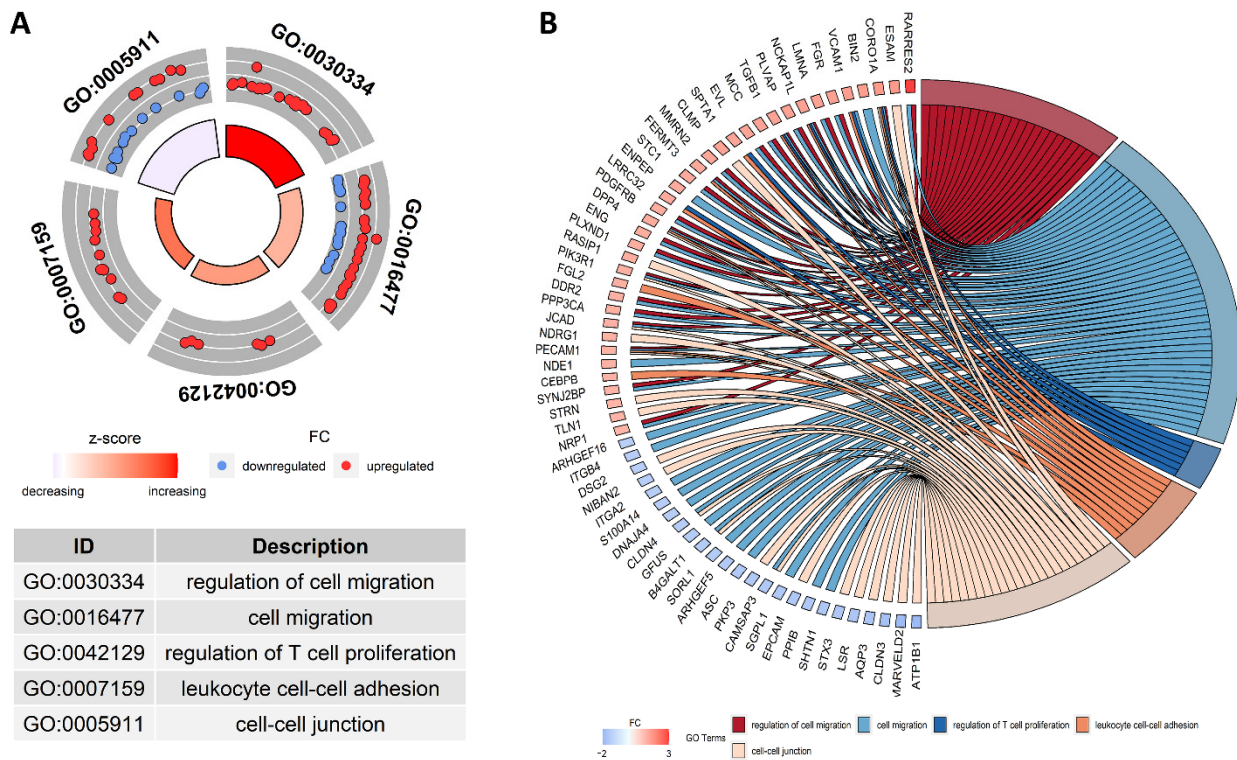 A
GO:0005911
GO:0030334
GO:0016477
GO:0042129
GO:0007159
z-score
decreasing
increasing
FC
downregulated
upregulated
ID Description
GO:0030334 regulation of cell migration
GO:0016477 cell migration
GO:0042129 regulation of T cell proliferation
GO:0007159 leukocyte cell-cell adhesion
GO:0005911 cell-cell junction
B
RARRES2
ESAM
CORO1A
BIN2
VCAM1
FGR
LMNA
NCKAP1L
PLVAP
TGFB1
MCC
EVL
SPTA1
CLMP
MMRN2
FERMT3
STC1
ENPEP
LRRC32
PDGFRB
DPP4
ENG
PLXND1
RASIP1
PIK3R1
FGL2
DDR2
PPP3CA
JCAD
NDRG1
PECAM1
NDE1
CEBPB
SYNJ2BP
STRN
TLN1
NRP1
ARHGEF16
ITGB4
DSG2
NIBAN2
ITGA2
S100A14
DNAJA4
CLDN4
GFUS
B4GALT1
SORL1
ARHGEF5
ASC
PKP3
CAMSAP3
SGPL1
EPCAM
PPIB
SHTN1
STX3
LSR
AQP3
CLDN3
MARVELD2
ATP1B1
FC
-2
3
GO Terms
regulation of cell migration
cell migration
regulation of T cell proliferation
leukocyte cell-cell adhesion
cell-cell junction